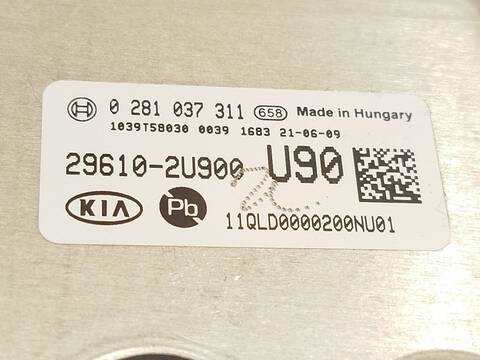 0 281 037 311 658 Made in Hungary
1039T58030 0039 1683 21-06-09
29610-2U900 U90
KIA Pb 11QLD0000200NU01